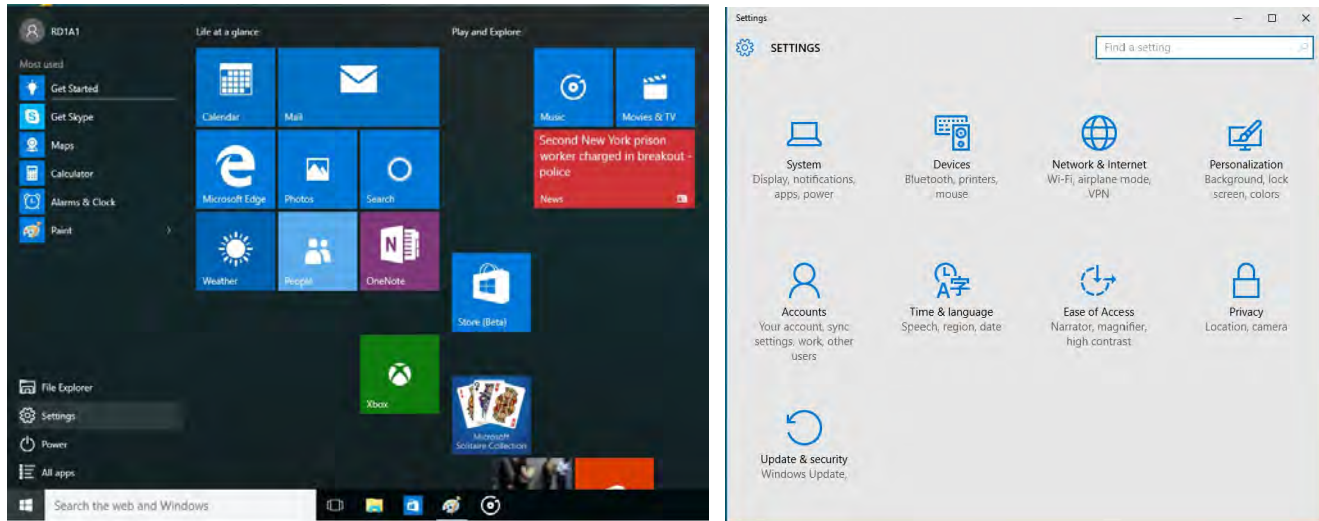 RD1A1
Most used
Get Started
Get Skype
Maps
Calculator
Alarms & Clock
Paint
File Explorer
Settings
Power
All apps
Search the web and Windows
Life at a glance
Calendar
Mail
Microsoft Edge
Photos
Search
Weather
People
OneNote
Xbox
Play and Explore
Music
Movies & TV
Second New York prison
worker charged in breakout -
police
News
Store (Beta)
Microsoft
Solitaire Collection
Settings
SETTINGS
Find a setting
System
Display, notifications,
apps, power
Devices
Bluetooth, printers,
mouse
Network & Internet
Wi-Fi, airplane mode,
VPN
Personalization
Background, lock
screen, colors
Accounts
Your account, sync
settings, work, other
users
Time & language
Speech, region, date
Ease of Access
Narrator, magnifier,
high contrast
Privacy
Location, camera
Update & security
Windows Update,